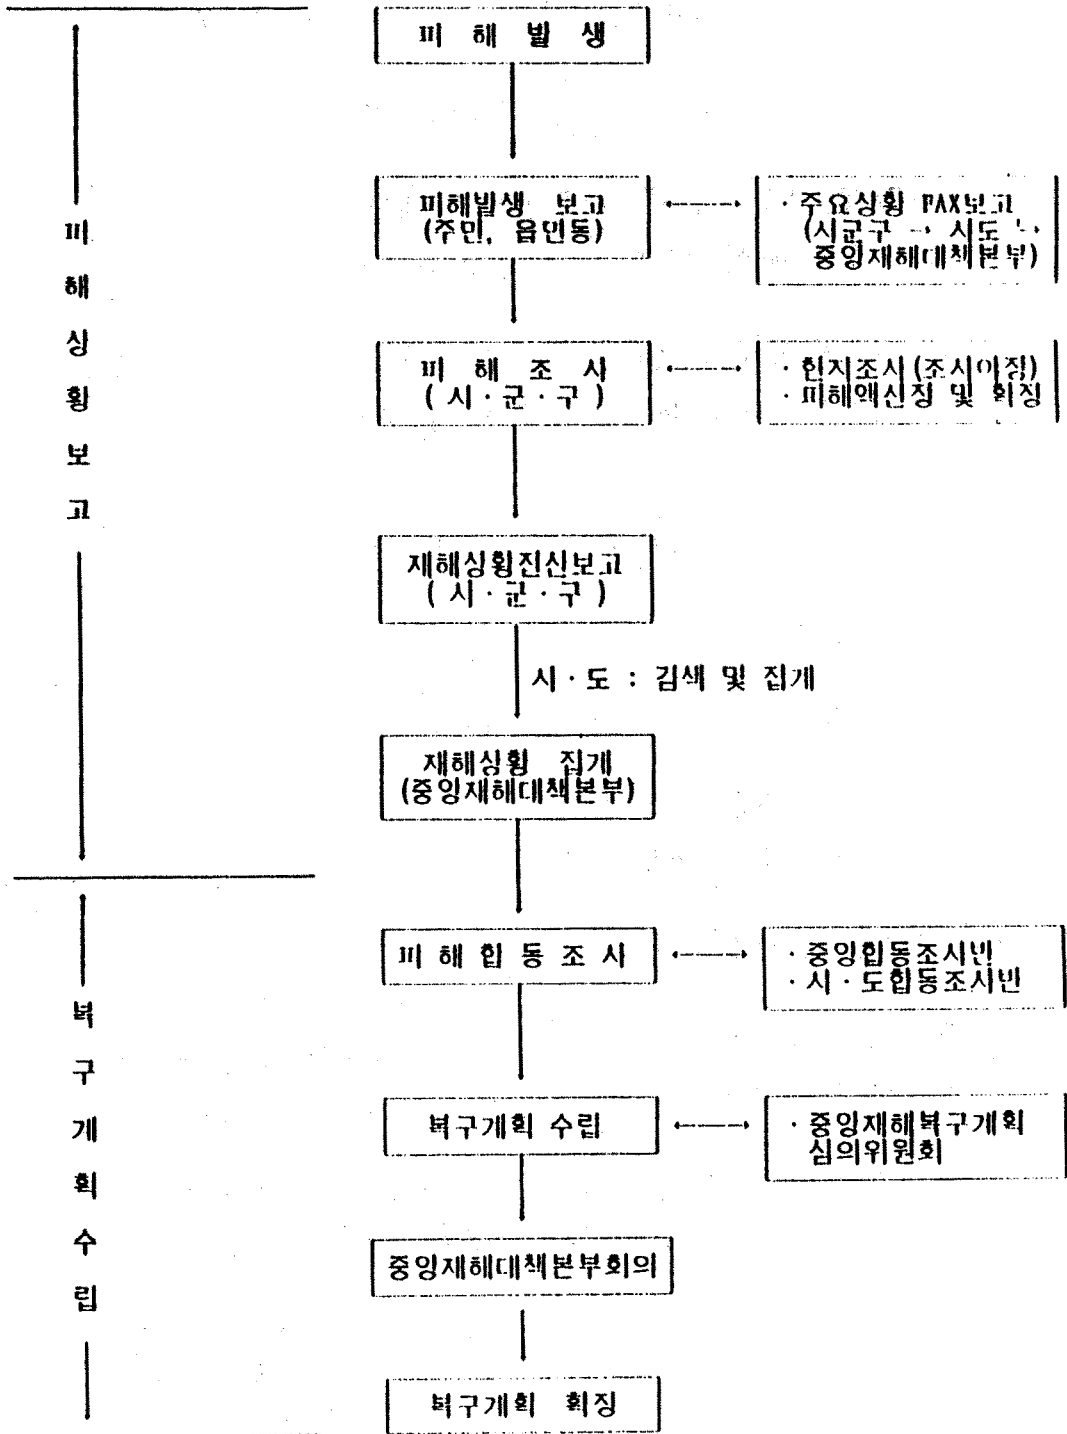 피 해 발 생
피해발생 보고
(주민, 읍면동)
· 주요상황 FAX보고
(시군구 → 시도 →
중앙재해대책본부)
피 해 조 사
( 시 · 군 · 구 )
· 현지조사(조사야장)
· 피해액산정 및 확정
재해상황전산보고
( 시 · 군 · 구 )
시 · 도 : 검색 및 집계
재해상황 집계
(중앙재해대책본부)
피
해
상
황
보
고
피 해 합 동 조 사
· 중앙합동조사반
· 시 · 도합동조사반
복구계획 수립
· 중앙재해복구계획
심의위원회
중앙재해대책본부회의
복구계획 확정
복
구
계
획
수
립